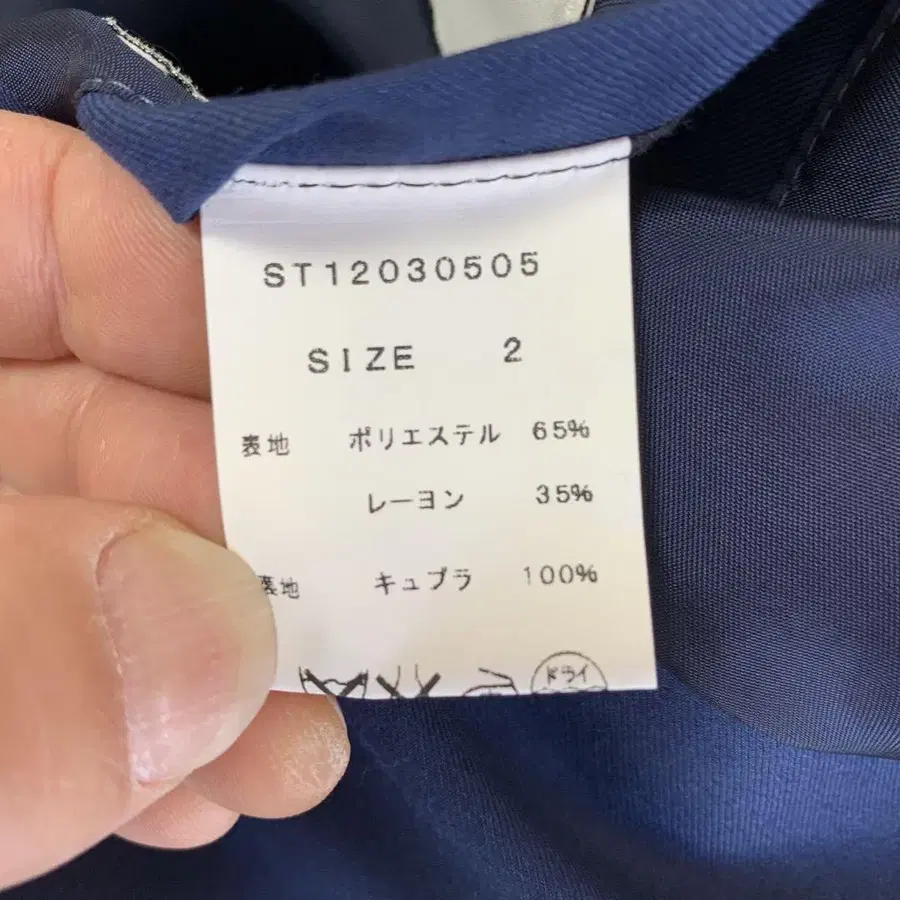 ST12030505
SIZE 2
表地 ポリエステル 65%
レーヨン 35%
裏地 キュプラ 100%
ドライ